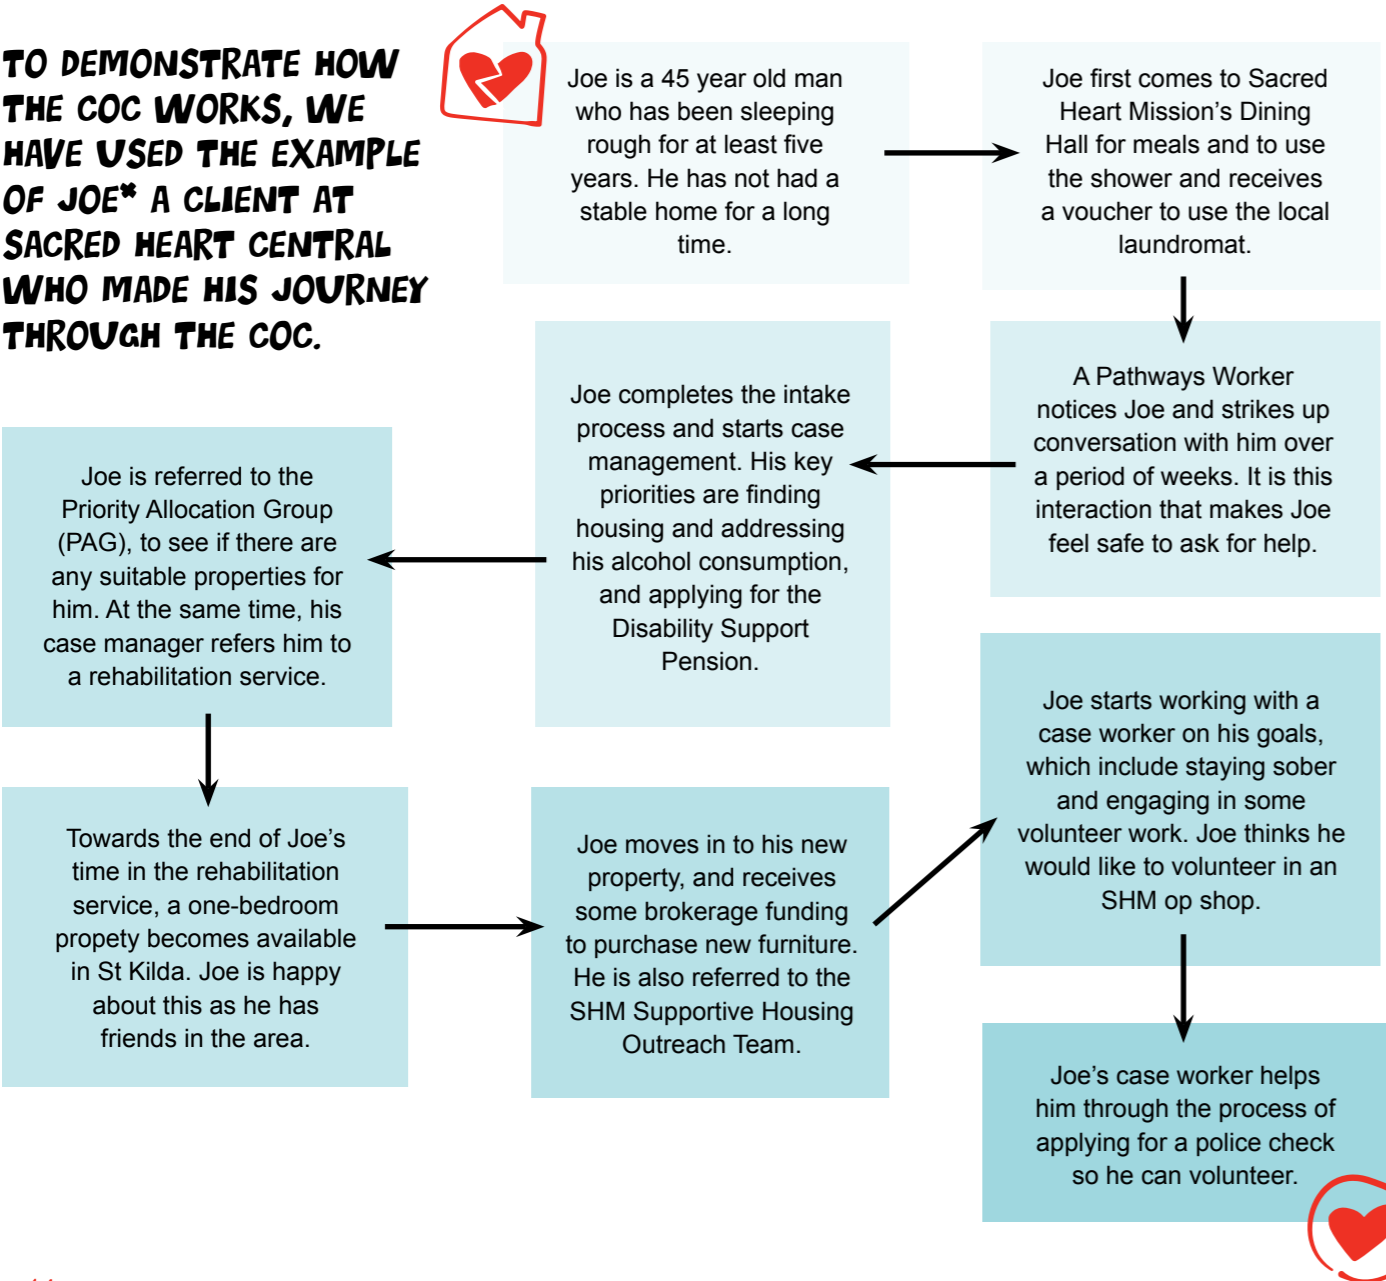 TO DEMONSTRATE HOW
THE COC WORKS, WE
HAVE USED THE EXAMPLE
OF JOE* A CLIENT AT
SACRED HEART CENTRAL
WHO MADE HIS JOURNEY
THROUGH THE COC.
Joe is a 45 year old man
who has been sleeping
rough for at least five
years. He has not had a
stable home for a long
time.
Joe first comes to Sacred
Heart Mission’s Dining
Hall for meals and to use
the shower and receives
a voucher to use the local
laundromat.
A Pathways Worker
notices Joe and strikes up
conversation with him over
a period of weeks. It is this
interaction that makes Joe
feel safe to ask for help.
Joe completes the intake
process and starts case
management. His key
priorities are finding
housing and addressing
his alcohol consumption,
and applying for the
Disability Support
Pension.
Joe is referred to the
Priority Allocation Group
(PAG), to see if there are
any suitable properties for
him. At the same time, his
case manager refers him to
a rehabilitation service.
Towards the end of Joe’s
time in the rehabilitation
service, a one-bedroom
propety becomes available
in St Kilda. Joe is happy
about this as he has
friends in the area.
Joe moves in to his new
property, and receives
some brokerage funding
to purchase new furniture.
He is also referred to the
SHM Supportive Housing
Outreach Team.
Joe starts working with a
case worker on his goals,
which include staying sober
and engaging in some
volunteer work. Joe thinks he
would like to volunteer in an
SHM op shop.
Joe’s case worker helps
him through the process of
applying for a police check
so he can volunteer.